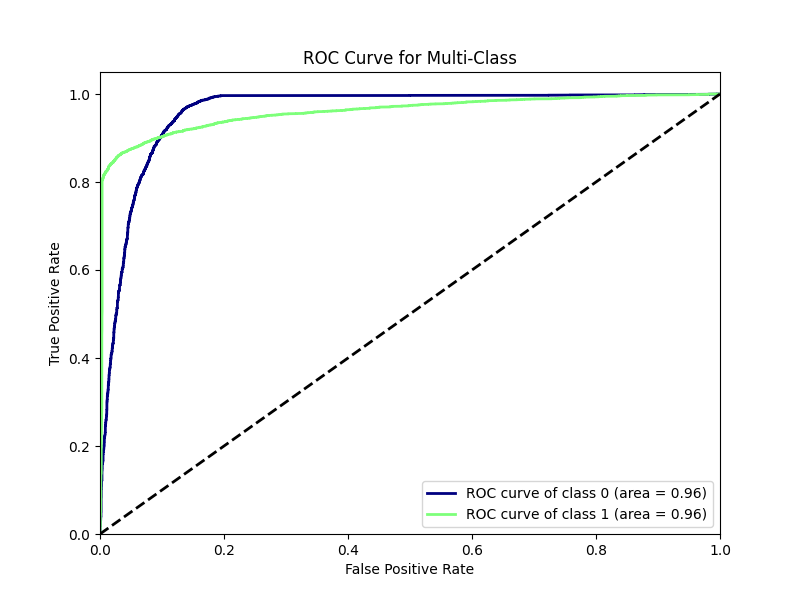 ROC Curve for Multi-Class
True Positive Rate
1.0
0.8
0.6
0.4
0.2
0.0
ROC curve of class 0 (area = 0.96)
ROC curve of class 1 (area = 0.96)
0.0 0.2 0.4 0.6 0.8 1.0
False Positive Rate